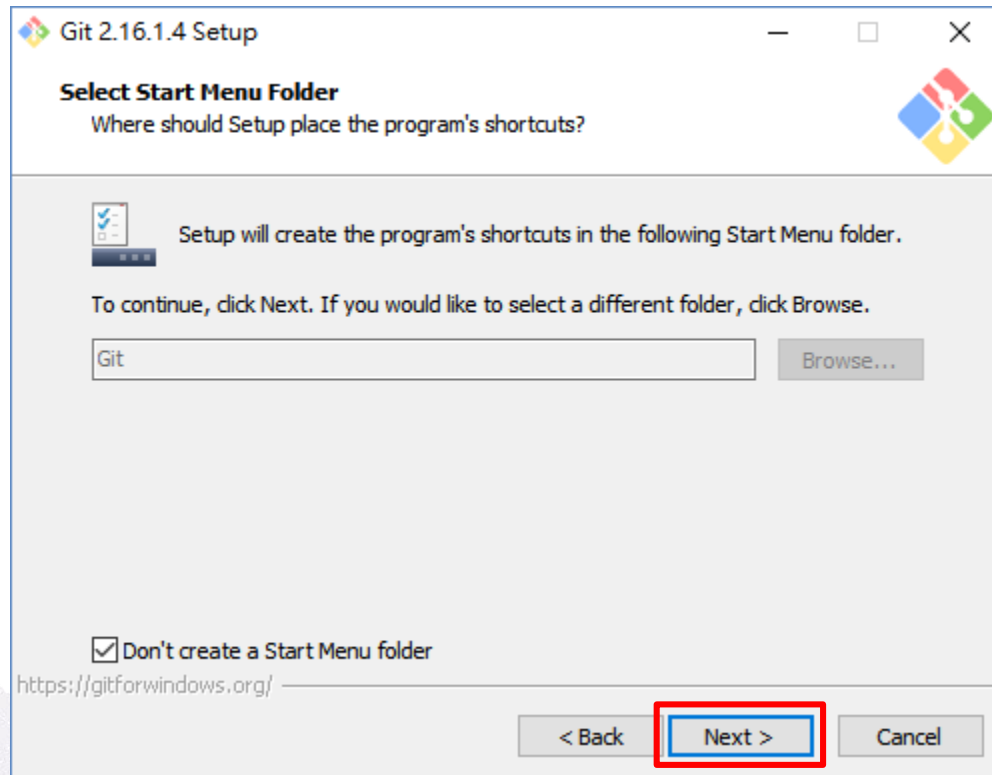 Git 2.16.1.4 Setup
Select Start Menu Folder
Where should Setup place the program's shortcuts?
Setup will create the program's shortcuts in the following Start Menu folder.
To continue, click Next. If you would like to select a different folder, click Browse.
Git
Browse...
Don't create a Start Menu folder
https://gitforwindows.org/
< Back
Next >
Cancel